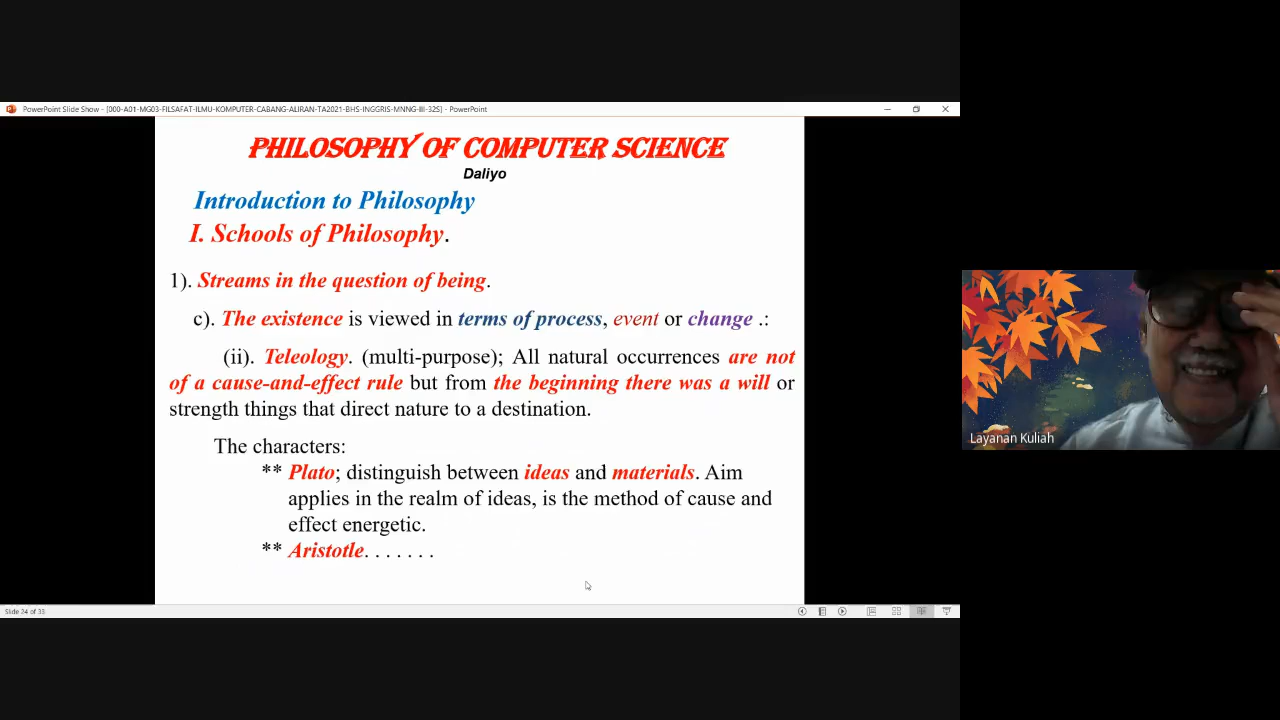 PowerPoint Slide Show - [000-A01-MG03-FILSAFAT-ILMU-KOMPUTER-CABANG-ALIRAN-TA2021-BHS-INGGRIS-MNNG-III-32S] - PowerPoint
PHILOSOPHY OF COMPUTER SCIENCE
Daliyo
Introduction to Philosophy
I. Schools of Philosophy.
1). Streams in the question of being.
c). The existence is viewed in terms of process, event or change .:
(ii). Teleology. (multi-purpose); All natural occurrences are not
of a cause-and-effect rule but from the beginning there was a will or
strength things that direct nature to a destination.
The characters:
** Plato; distinguish between ideas and materials. Aim
applies in the realm of ideas, is the method of cause and
effect energetic.
** Aristotle. . . . . . .
Layanan Kuliah
Slide 24 of 33